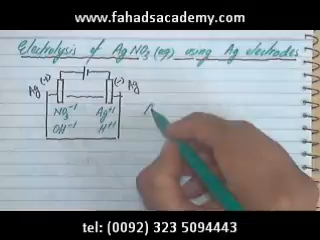 www.fahadsacademy.com
Electrolysis of AgNO3(aq) using Ag electrodes
(+) (-)
Ag Ag
NO3⁻¹ Ag⁺¹
OH⁻¹ H⁺¹
tel: (0092) 323 5094443